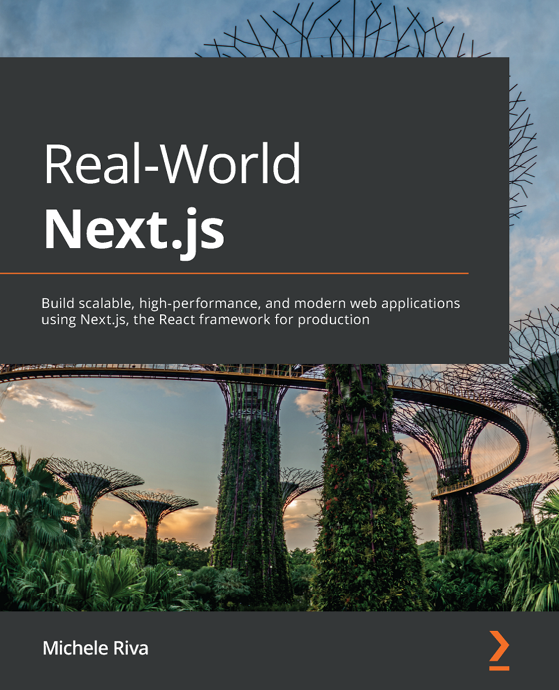 Real-World
Next.js
Build scalable, high-performance, and modern web applications
using Next.js, the React framework for production
Michele Riva